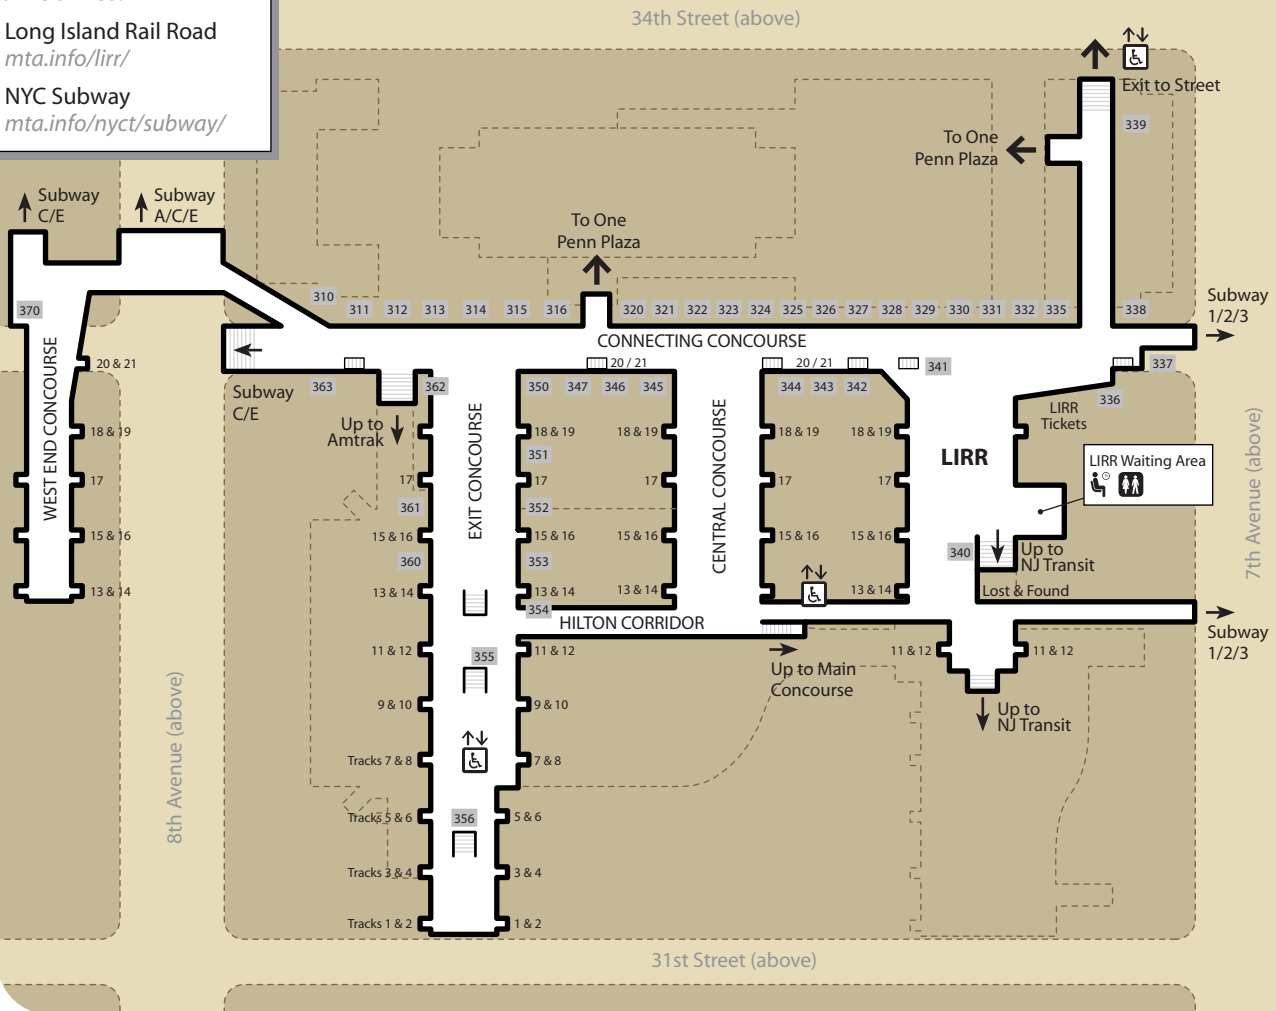 34th Street (above)
Long Island Rail Road
mta.info/lirr/
NYC Subway
mta.info/nyct/subway/
Exit to Street
339
To One
Penn Plaza
Subway
C/E
Subway
A/C/E
To One
Penn Plaza
310
311
312
313
314
315
316
320
321
322
323
324
325
326
327
328
329
330
331
332
335
338
Subway
1/2/3
370
CONNECTING CONCOURSE
20 & 21
20 / 21
20 / 21
341
337
WEST END CONCOURSE
Subway
C/E
363
362
350
347
346
345
344
343
342
336
LIRR
Tickets
Up to
Amtrak
EXIT CONCOURSE
CENTRAL CONCOURSE
LIRR
7th Avenue (above)
18 & 19
18 & 19
18 & 19
18 & 19
18 & 19
351
LIRR Waiting Area
17
17
17
17
17
361
352
15 & 16
15 & 16
15 & 16
15 & 16
15 & 16
15 & 16
360
353
340
Up to
NJ Transit
13 & 14
13 & 14
13 & 14
13 & 14
13 & 14
Lost & Found
354
HILTON CORRIDOR
Subway
1/2/3
11 & 12
355
11 & 12
Up to Main
Concourse
11 & 12
11 & 12
8th Avenue (above)
9 & 10
9 & 10
Up to
NJ Transit
Tracks 7 & 8
7 & 8
Tracks 5 & 6
356
5 & 6
Tracks 3 & 4
3 & 4
Tracks 1 & 2
1 & 2
31st Street (above)